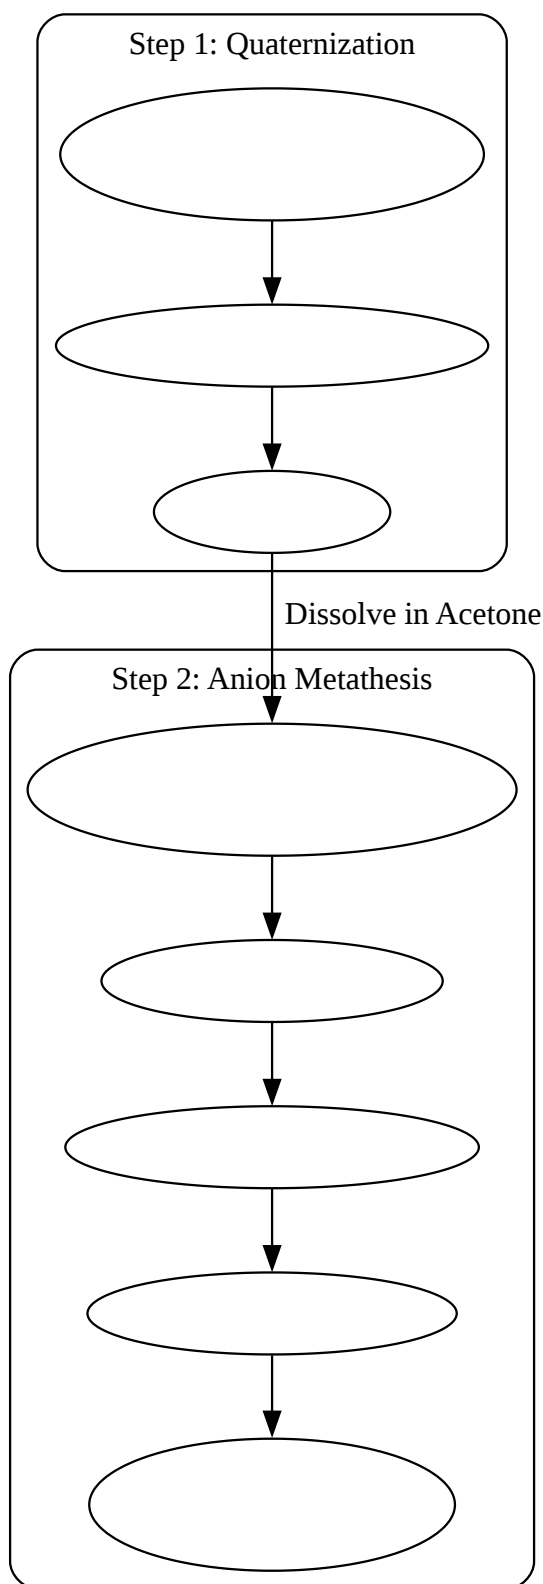 Step 1: Quaternization
Dissolve in Acetone
Step 2: Anion Metathesis